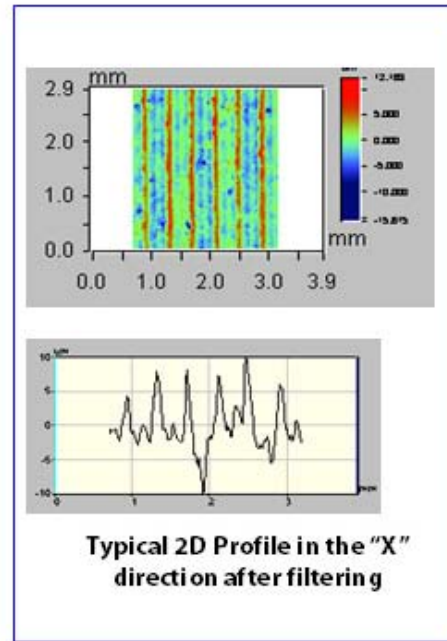 mm
2.9
2.0
1.0
0.0
5.000
0.000
-5.000
-10.000
mm
0.0 1.0 2.0 3.0 3.9
10
5
0
-5
-10
0 1 2 3
Typical 2D Profile in the “X”
direction after filtering